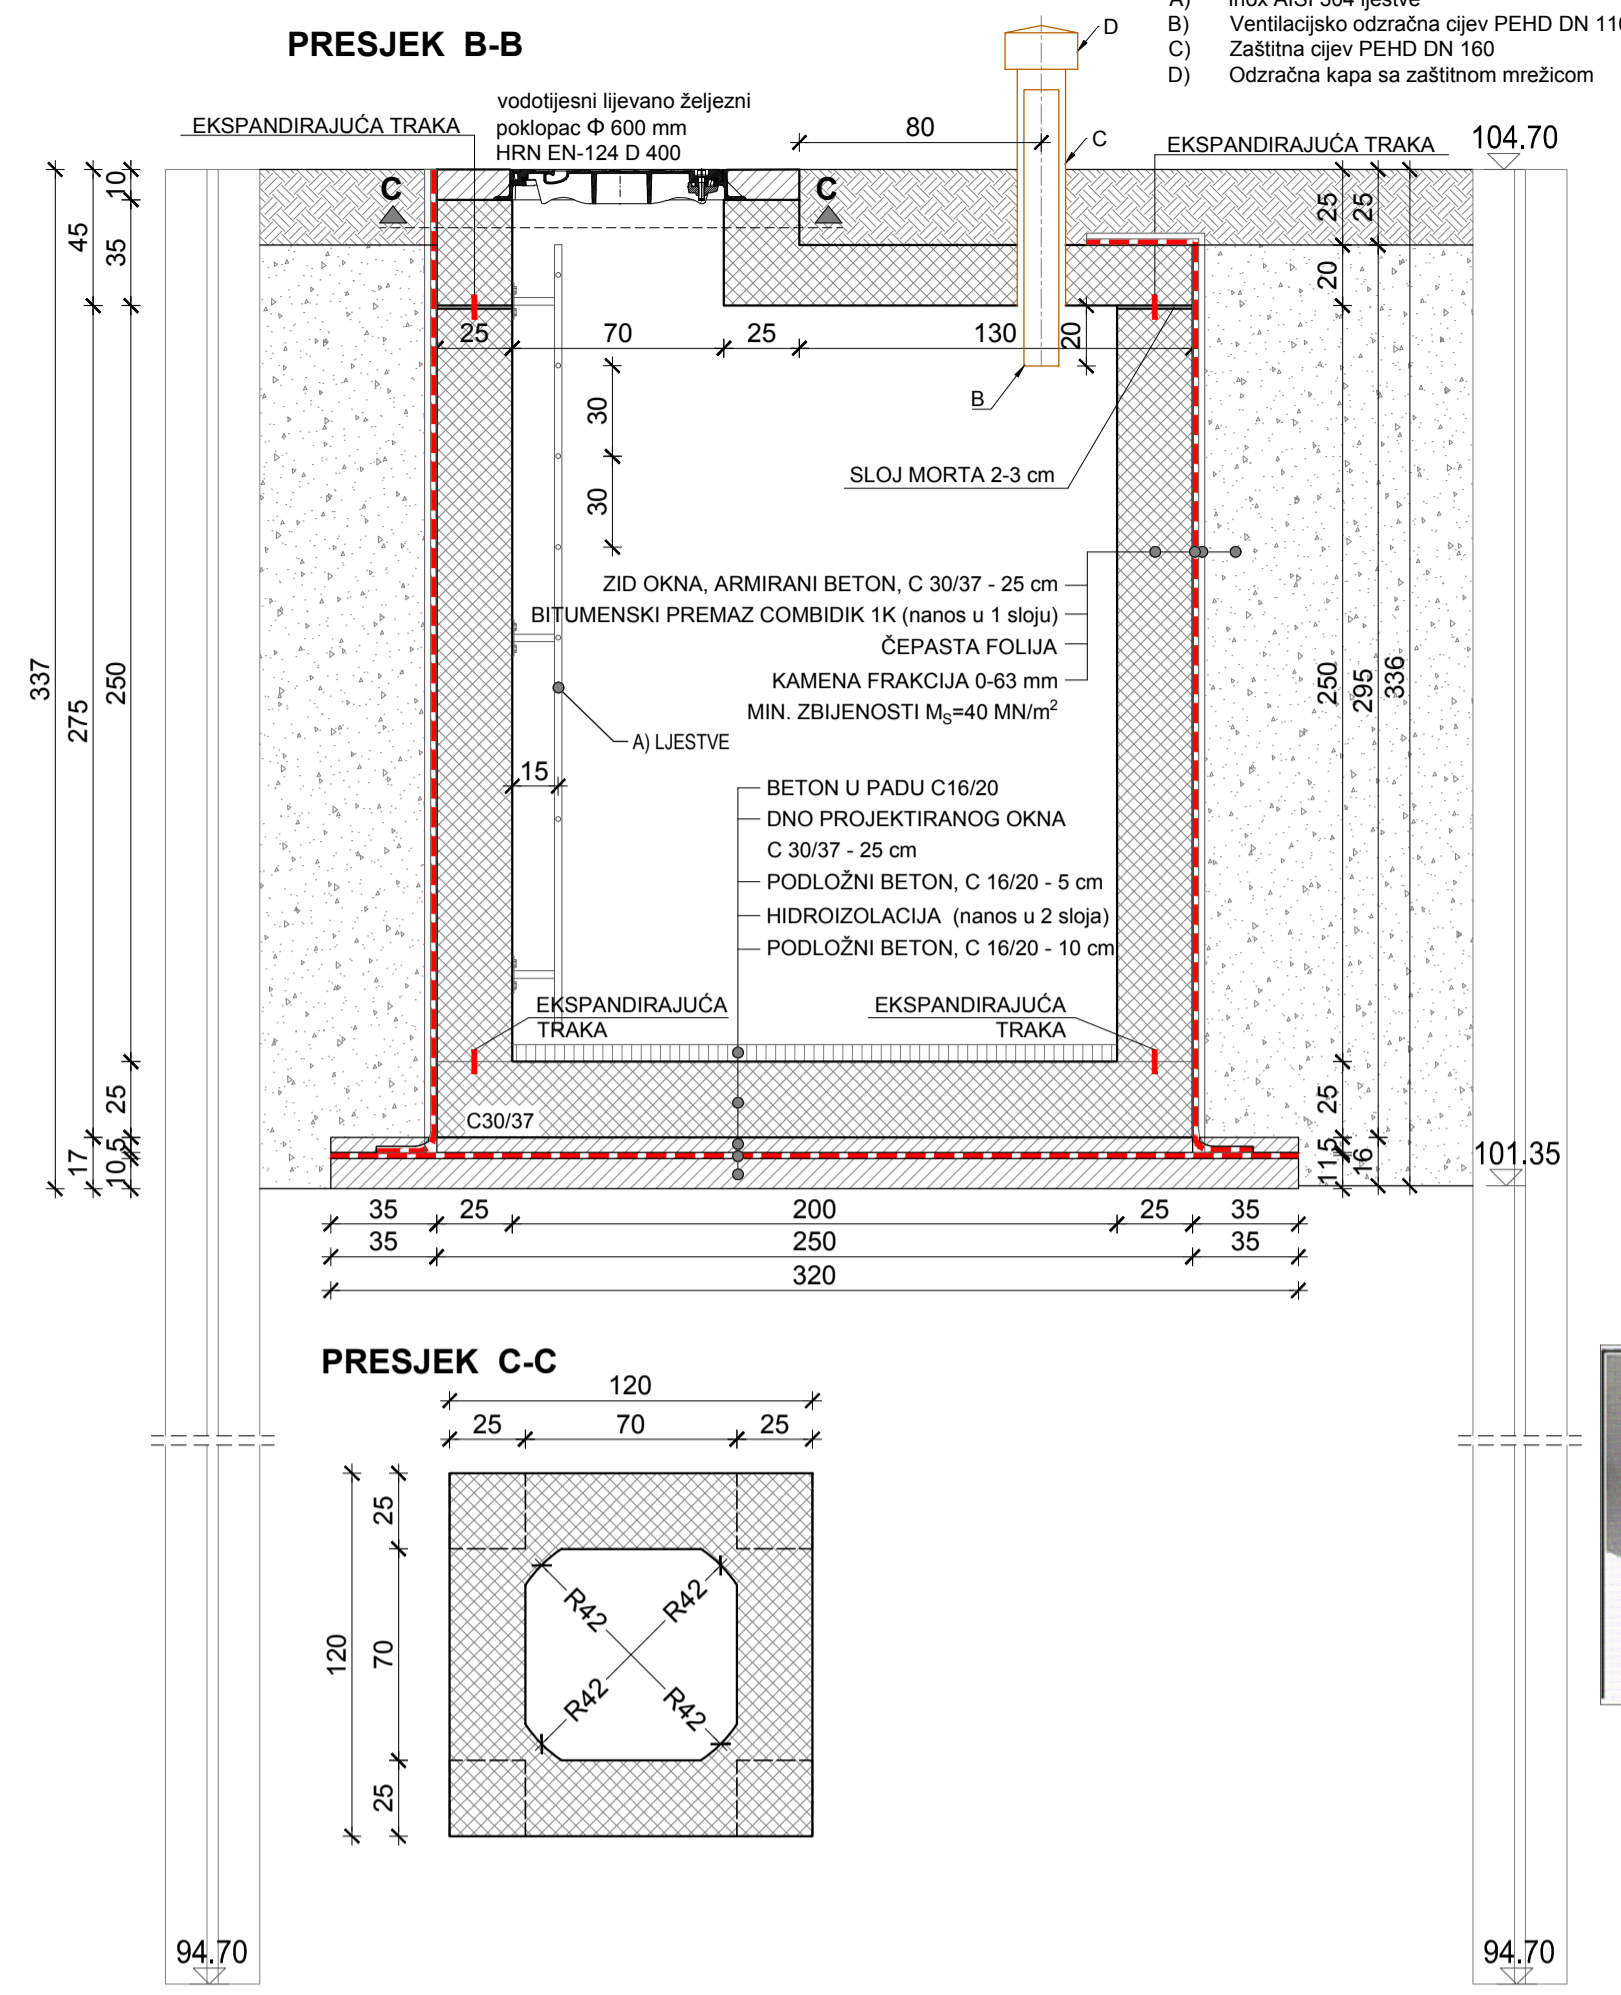 A) Inox AISI 304 ljestve
B) Ventilacijsko odzračna cijev PEHD DN 110
C) Zaštitna cijev PEHD DN 160
D) Odzračna kapa sa zaštitnom mrežicom
PRESJEK B-B
D
vodotijesni lijevano željezni
poklopac Φ 600 mm
HRN EN-124 D 400
EKSPANDIRAJUĆA TRAKA
80
C
EKSPANDIRAJUĆA TRAKA
104.70
C
C
10
45
35
25
25
20
25
70
25
130
20
B
30
30
SLOJ MORTA 2-3 cm
ZID OKNA, ARMIRANI BETON, C 30/37 - 25 cm
BITUMENSKI PREMAZ COMBIDIK 1K (nanos u 1 sloju)
ČEPASTA FOLIJA
KAMENA FRAKCIJA 0-63 mm
MIN. ZBIJENOSTI MS=40 MN/m²
337
275
250
250
295
336
A) LJESTVE
15
BETON U PADU C16/20
DNO PROJEKTIRANOG OKNA
C 30/37 - 25 cm
PODLOŽNI BETON, C 16/20 - 5 cm
HIDROIZOLACIJA (nanos u 2 sloja)
PODLOŽNI BETON, C 16/20 - 10 cm
EKSPANDIRAJUĆA
TRAKA
EKSPANDIRAJUĆA
TRAKA
25
25
C30/37
17
10,5
11,5
16
101.35
35
25
200
25
35
35
250
35
320
PRESJEK C-C
120
25
70
25
25
120
70
25
R42
R42
R42
R42
94.70
94.70